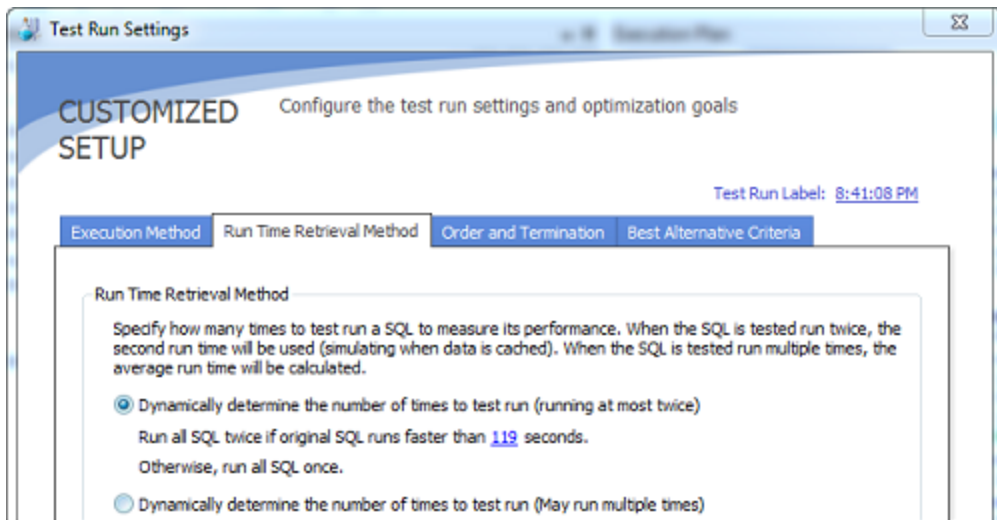 Test Run Settings
CUSTOMIZED
SETUP
Configure the test run settings and optimization goals
Test Run Label: 8:41:08 PM
Execution Method Run Time Retrieval Method Order and Termination Best Alternative Criteria
Run Time Retrieval Method
Specify how many times to test run a SQL to measure its performance. When the SQL is tested run twice, the
second run time will be used (simulating when data is cached). When the SQL is tested run multiple times, the
average run time will be calculated.
Dynamically determine the number of times to test run (running at most twice)
Run all SQL twice if original SQL runs faster than 119 seconds.
Otherwise, run all SQL once.
Dynamically determine the number of times to test run (May run multiple times)